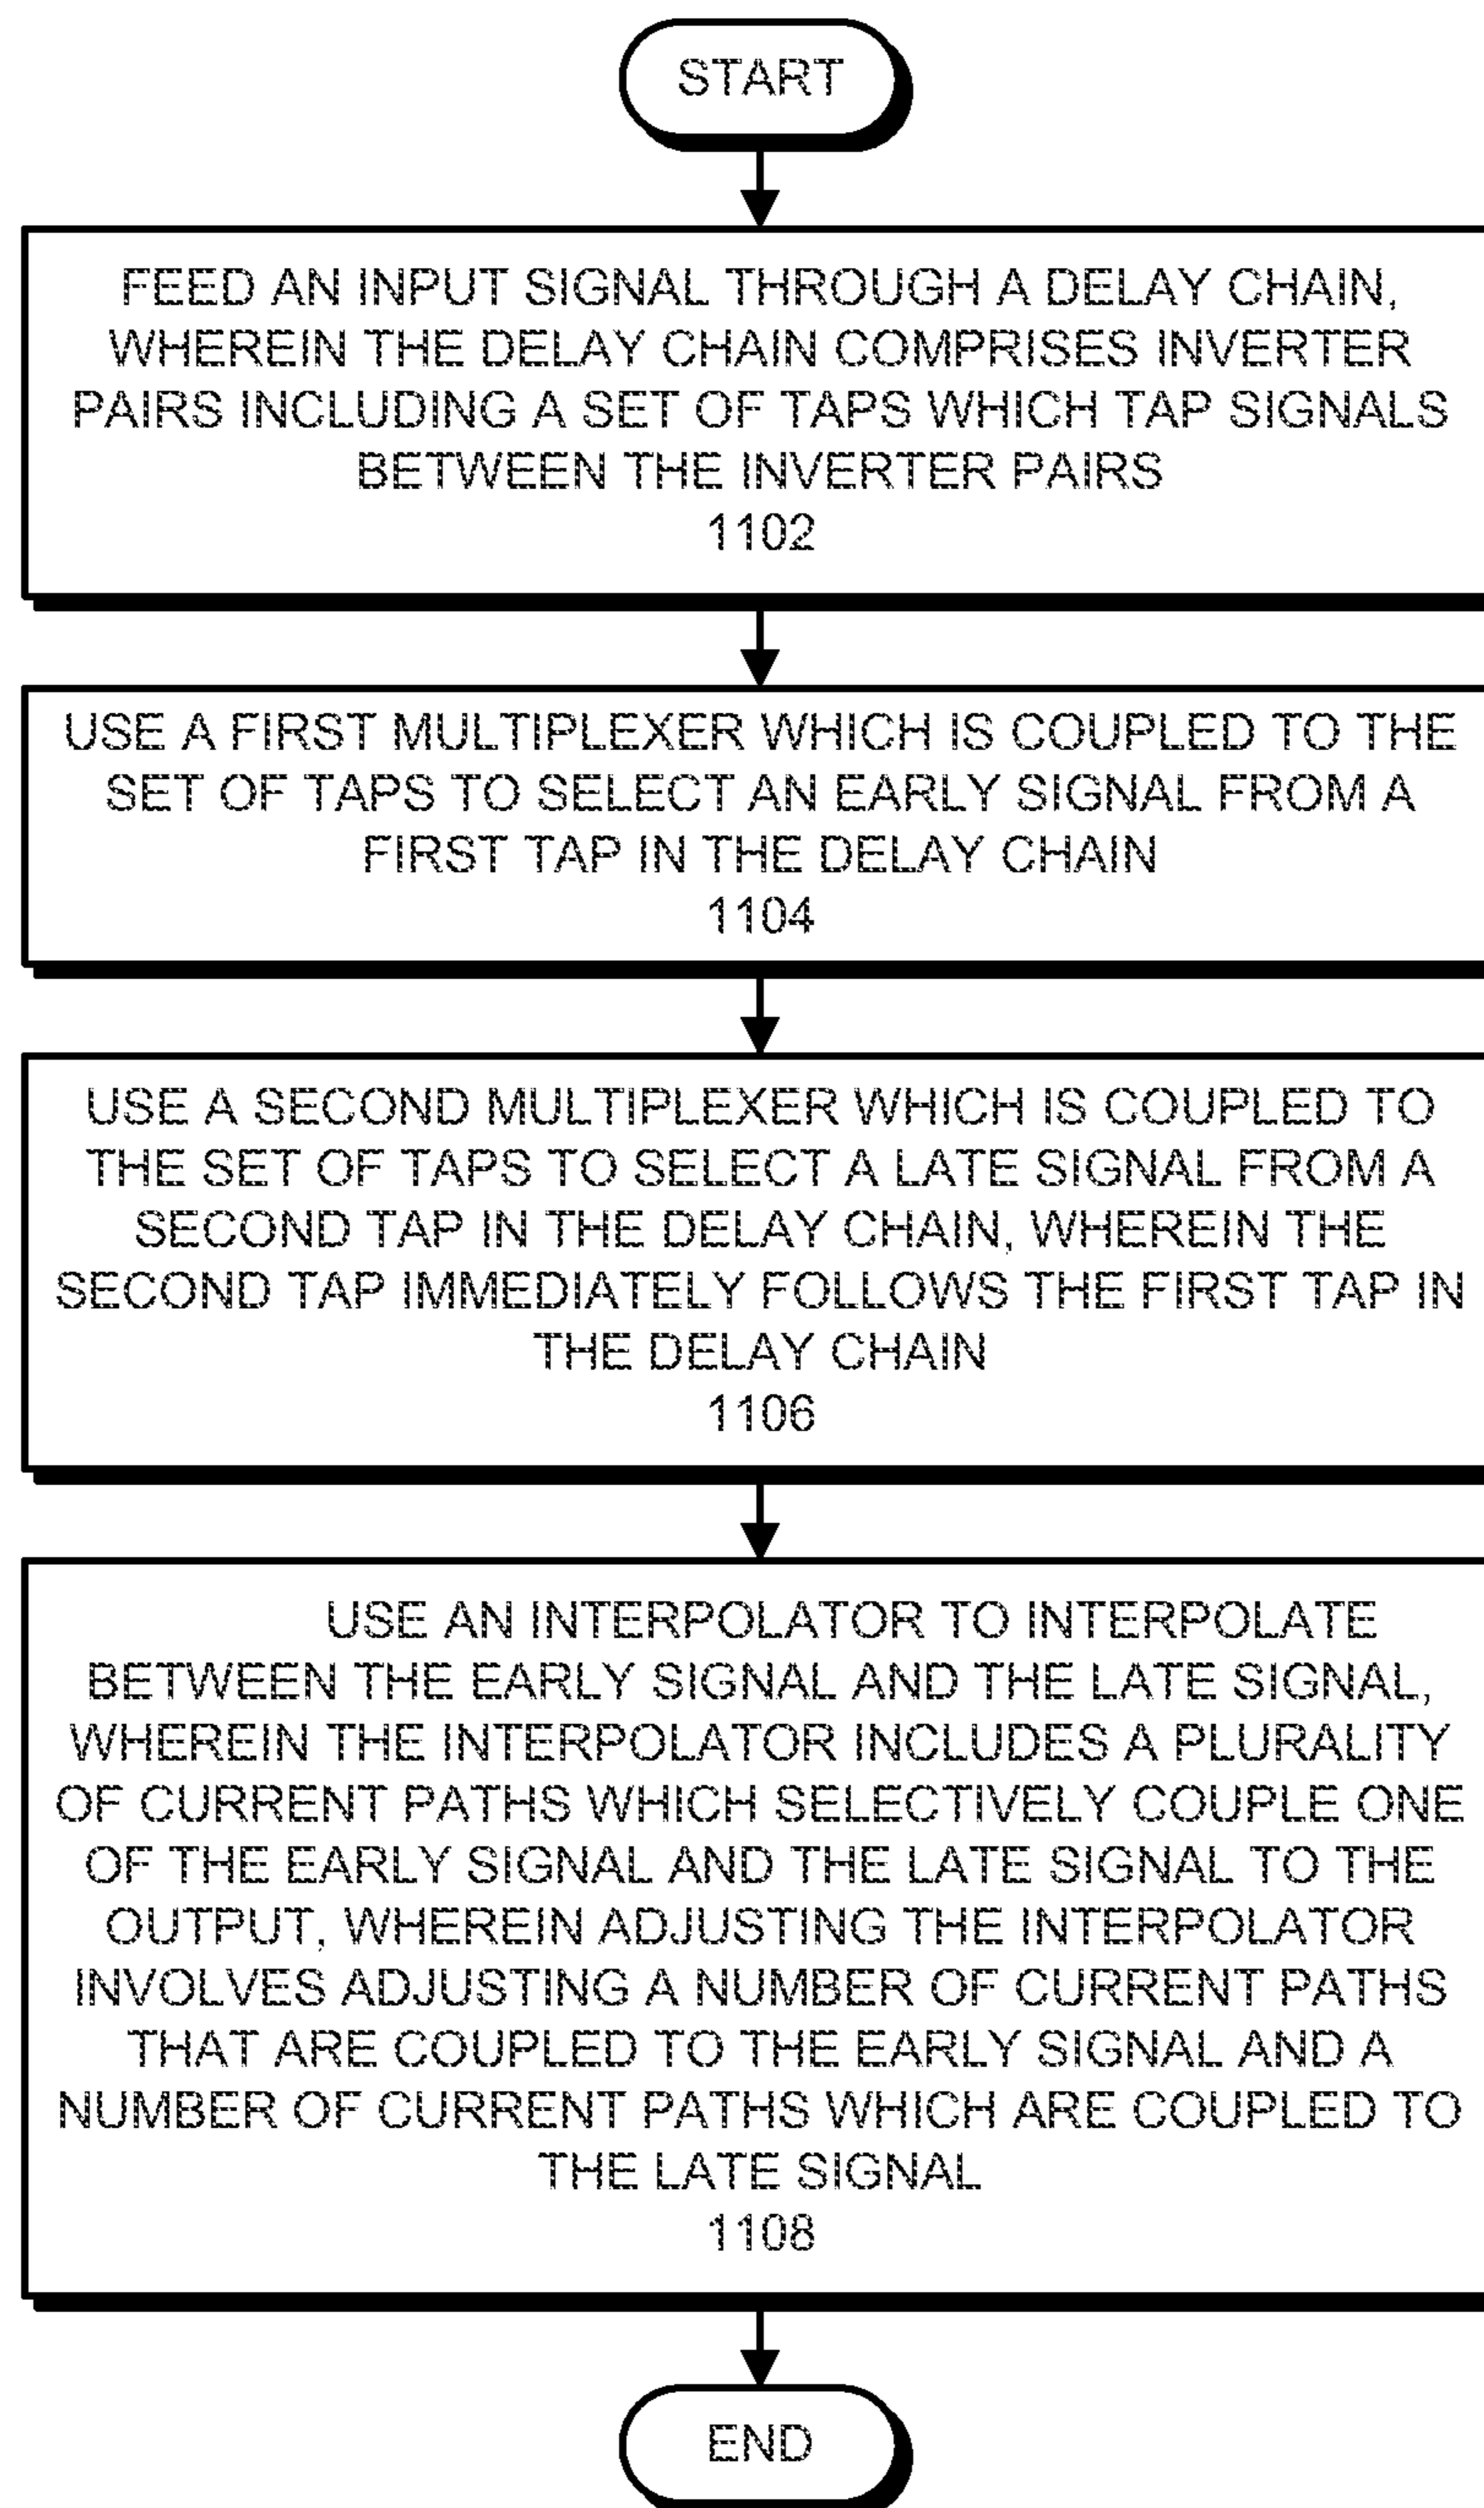 START
FEED AN INPUT SIGNAL THROUGH A DELAY CHAIN,
WHEREIN THE DELAY CHAIN COMPRISES INVERTER
PAIRS INCLUDING A SET OF TAPS WHICH TAP SIGNALS
BETWEEN THE INVERTER PAIRS
1102
USE A FIRST MULTIPLEXER WHICH IS COUPLED TO THE
SET OF TAPS TO SELECT AN EARLY SIGNAL FROM A
FIRST TAP IN THE DELAY CHAIN
1104
USE A SECOND MULTIPLEXER WHICH IS COUPLED TO
THE SET OF TAPS TO SELECT A LATE SIGNAL FROM A
SECOND TAP IN THE DELAY CHAIN, WHEREIN THE
SECOND TAP IMMEDIATELY FOLLOWS THE FIRST TAP IN
THE DELAY CHAIN
1106
USE AN INTERPOLATOR TO INTERPOLATE
BETWEEN THE EARLY SIGNAL AND THE LATE SIGNAL,
WHEREIN THE INTERPOLATOR INCLUDES A PLURALITY
OF CURRENT PATHS WHICH SELECTIVELY COUPLE ONE
OF THE EARLY SIGNAL AND THE LATE SIGNAL TO THE
OUTPUT, WHEREIN ADJUSTING THE INTERPOLATOR
INVOLVES ADJUSTING A NUMBER OF CURRENT PATHS
THAT ARE COUPLED TO THE EARLY SIGNAL AND A
NUMBER OF CURRENT PATHS WHICH ARE COUPLED TO
THE LATE SIGNAL
1108
END